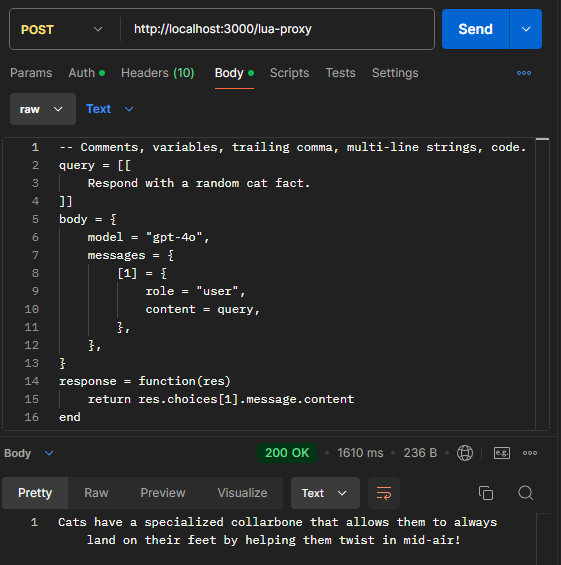 POST http://localhost:3000/lua-proxy Send
Params Auth Headers (10) Body Scripts Tests Settings
raw Text
1 -- Comments, variables, trailing comma, multi-line strings, code.
2 query = [[
3     Respond with a random cat fact.
4 ]]
5 body = {
6     model = "gpt-4o",
7     messages = {
8         [1] = {
9             role = "user",
10             content = query,
11         },
12     },
13 }
14 response = function(res)
15     return res.choices[1].message.content
16 end
Body 200 OK 1610 ms 236 B e.g.
Pretty Raw Preview Visualize Text
1 Cats have a specialized collarbone that allows them to always
land on their feet by helping them twist in mid-air!